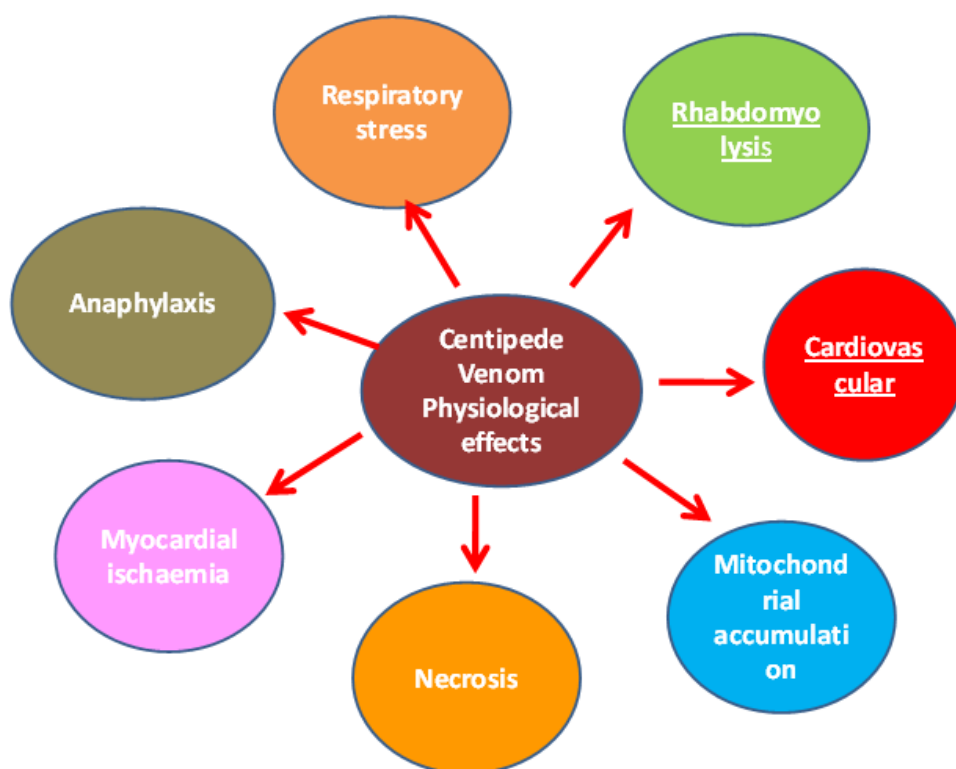 Respiratory
stress
Rhabdomyo
lysis
Anaphylaxis
Centipede
Venom
Physiological
effects
Cardiovas
cular
Myocardial
ischaemia
Mitochond
rial
accumulati
on
Necrosis